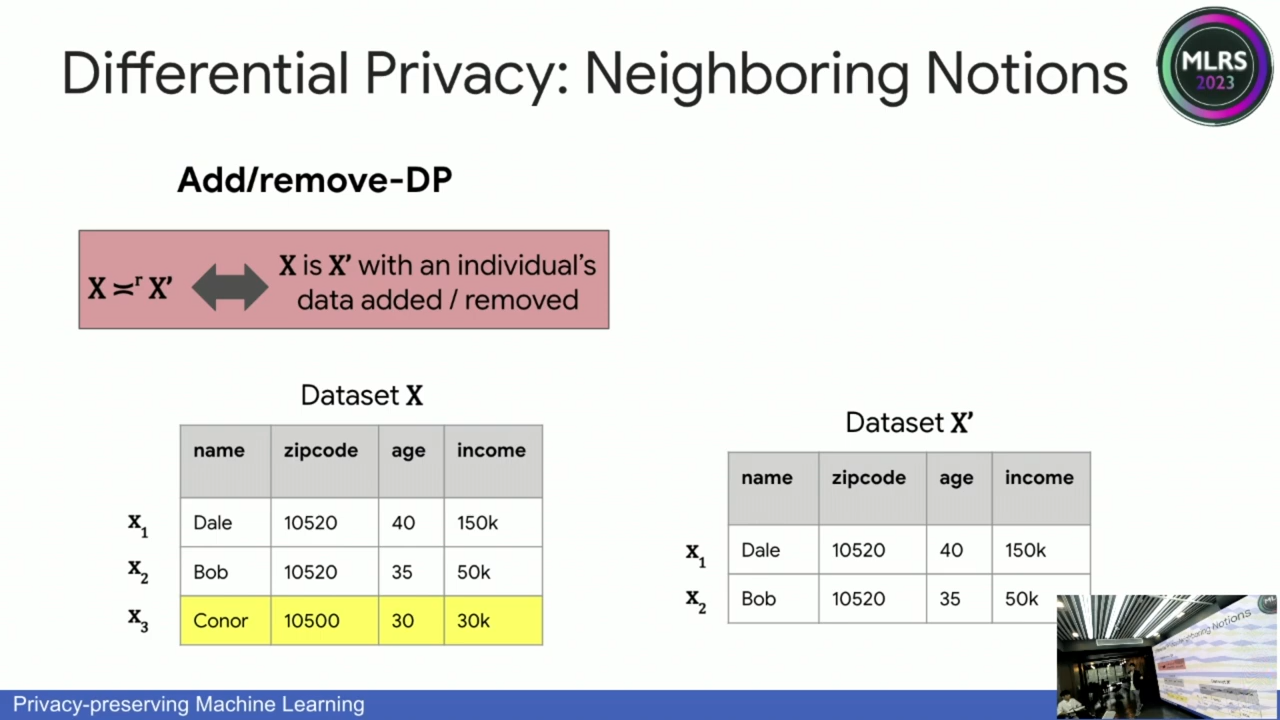 Differential Privacy: Neighboring Notions
MLRS
2023
Add/remove-DP
X ≍ʳ X’
X is X’ with an individual’s
data added / removed
Dataset X
name zipcode age income
x₁ Dale 10520 40 150k
x₂ Bob 10520 35 50k
x₃ Conor 10500 30 30k
Dataset X’
name zipcode age income
x₁ Dale 10520 40 150k
x₂ Bob 10520 35 50k
Neighboring Notions
Privacy-preserving Machine Learning